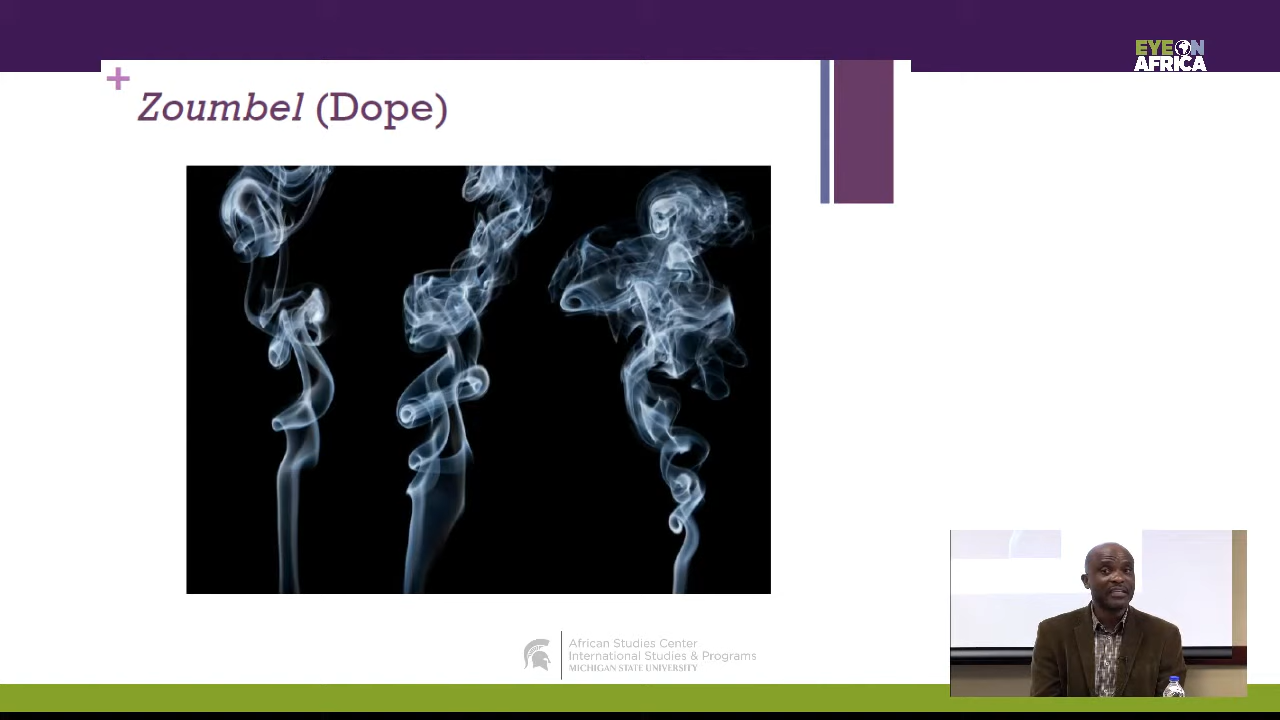 EYE ON
AFRICA
+
Zoumbel (Dope)
African Studies Center
International Studies & Programs
MICHIGAN STATE UNIVERSITY